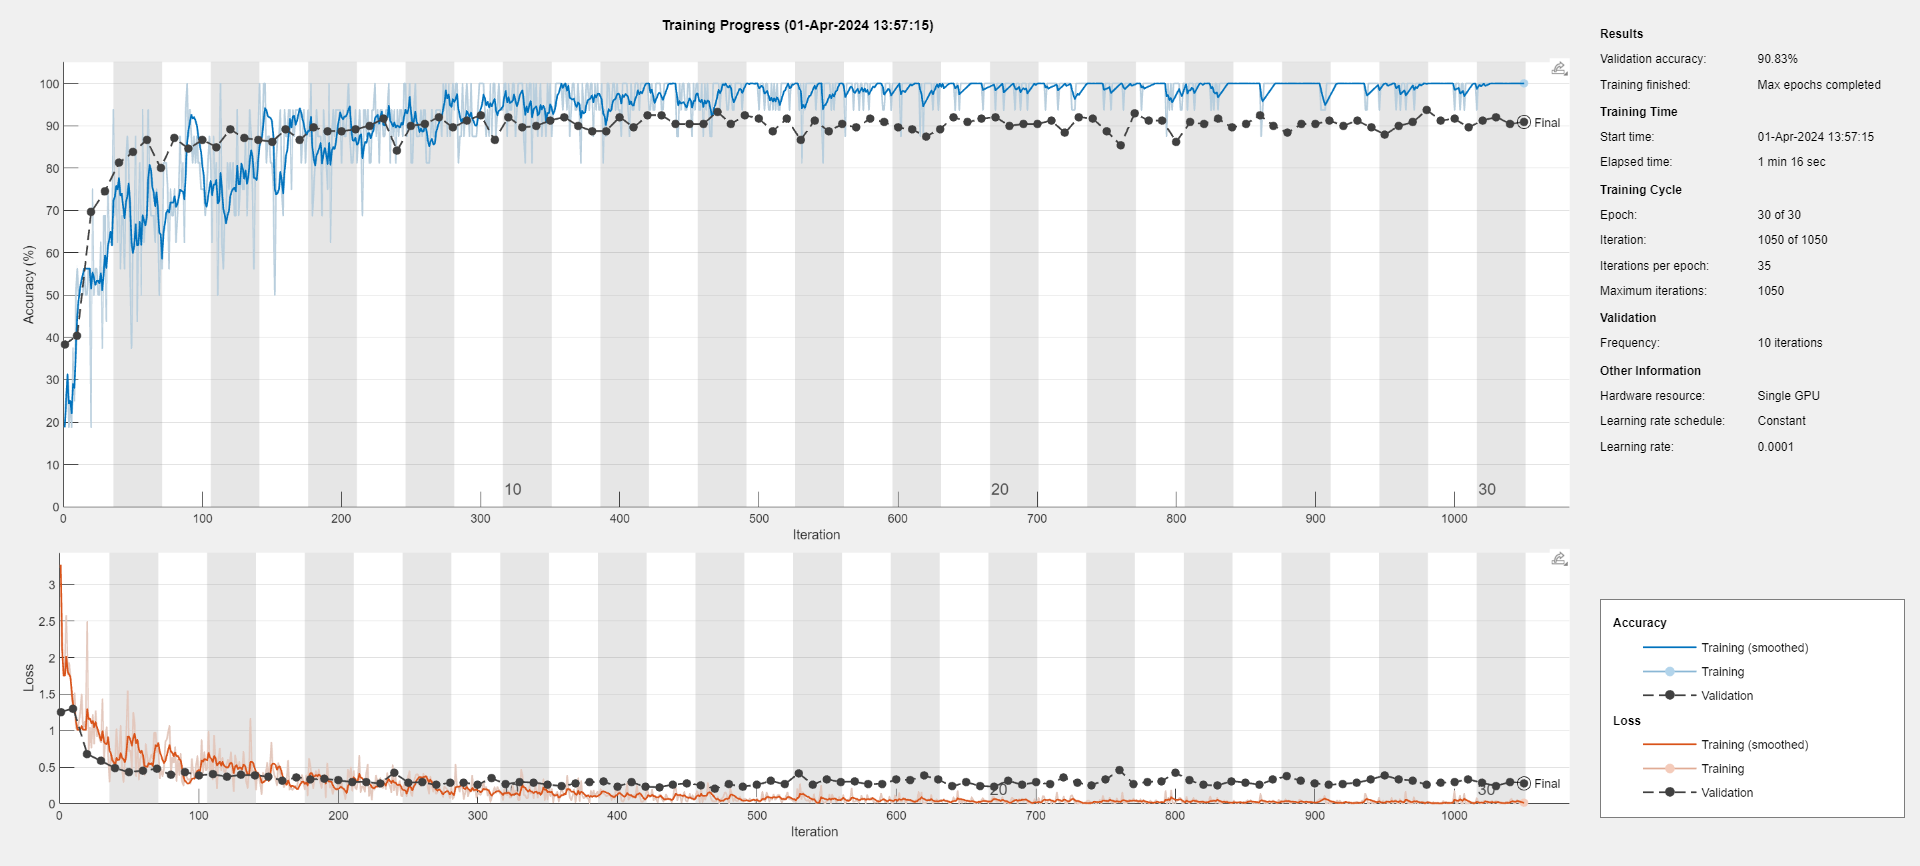 Training Progress (01-Apr-2024 13:57:15)
Accuracy (%)
100
90
80
70
60
50
40
30
20
10
0
10
20
30
Final
0 100 200 300 400 500 600 700 800 900 1000
Iteration
Loss
3
2.5
2
1.5
1
0.5
0
10
20
30
Final
0 100 200 300 400 500 600 700 800 900 1000
Iteration
Results
Validation accuracy: 90.83%
Training finished: Max epochs completed
Training Time
Start time: 01-Apr-2024 13:57:15
Elapsed time: 1 min 16 sec
Training Cycle
Epoch: 30 of 30
Iteration: 1050 of 1050
Iterations per epoch: 35
Maximum iterations: 1050
Validation
Frequency: 10 iterations
Other Information
Hardware resource: Single GPU
Learning rate schedule: Constant
Learning rate: 0.0001
Accuracy
Training (smoothed)
Training
Validation
Loss
Training (smoothed)
Training
Validation